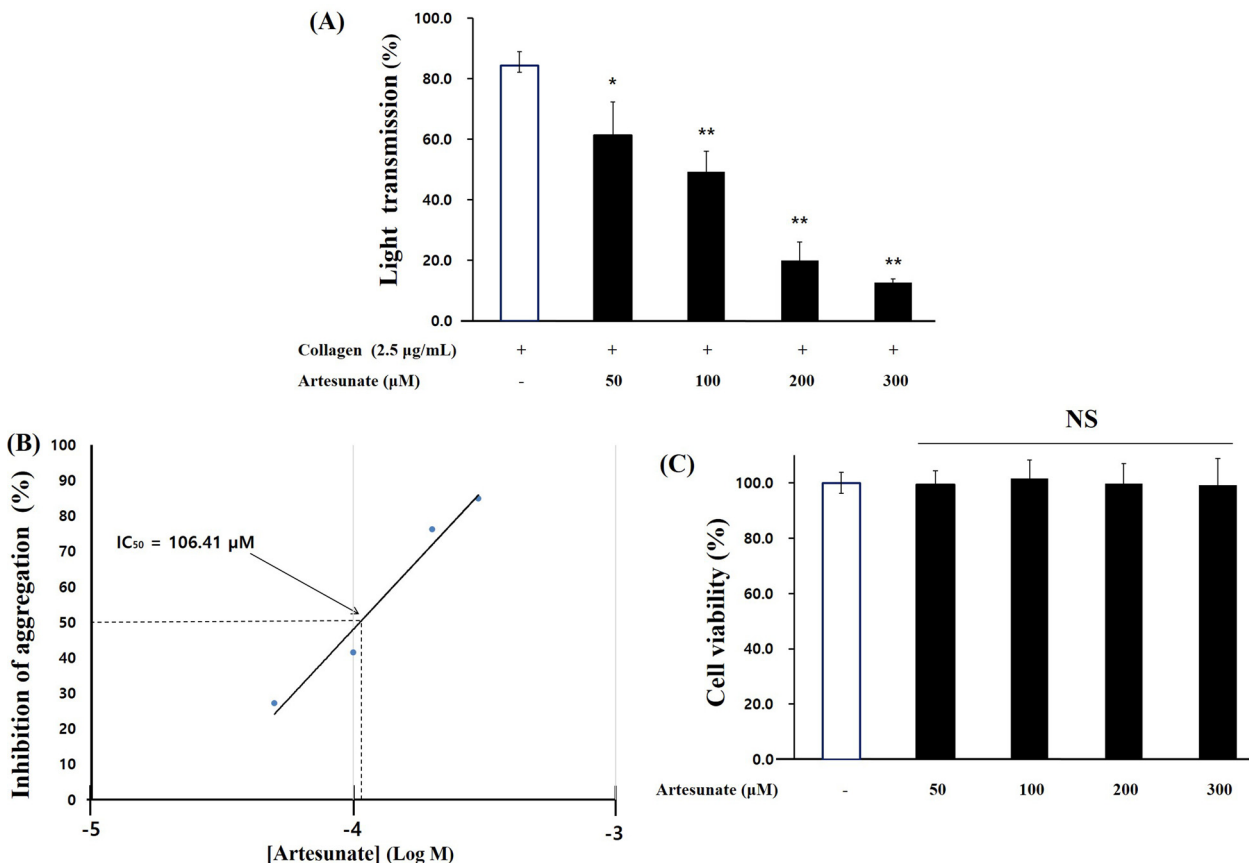 (A)
Light transmission (%)
100.0
80.0
60.0
40.0
20.0
0.0
*
**
**
**
Collagen (2.5 µg/mL) + + + + +
Artesunate (µM) - 50 100 200 300
(B)
Inhibition of aggregation (%)
100
90
80
70
60
50
40
30
20
10
0
IC₅₀ = 106.41 µM
-5 -4 -3
[Artesunate] (Log M)
(C)
NS
Cell viability (%)
100.0
80.0
60.0
40.0
20.0
0.0
Artesunate (µM) - 50 100 200 300